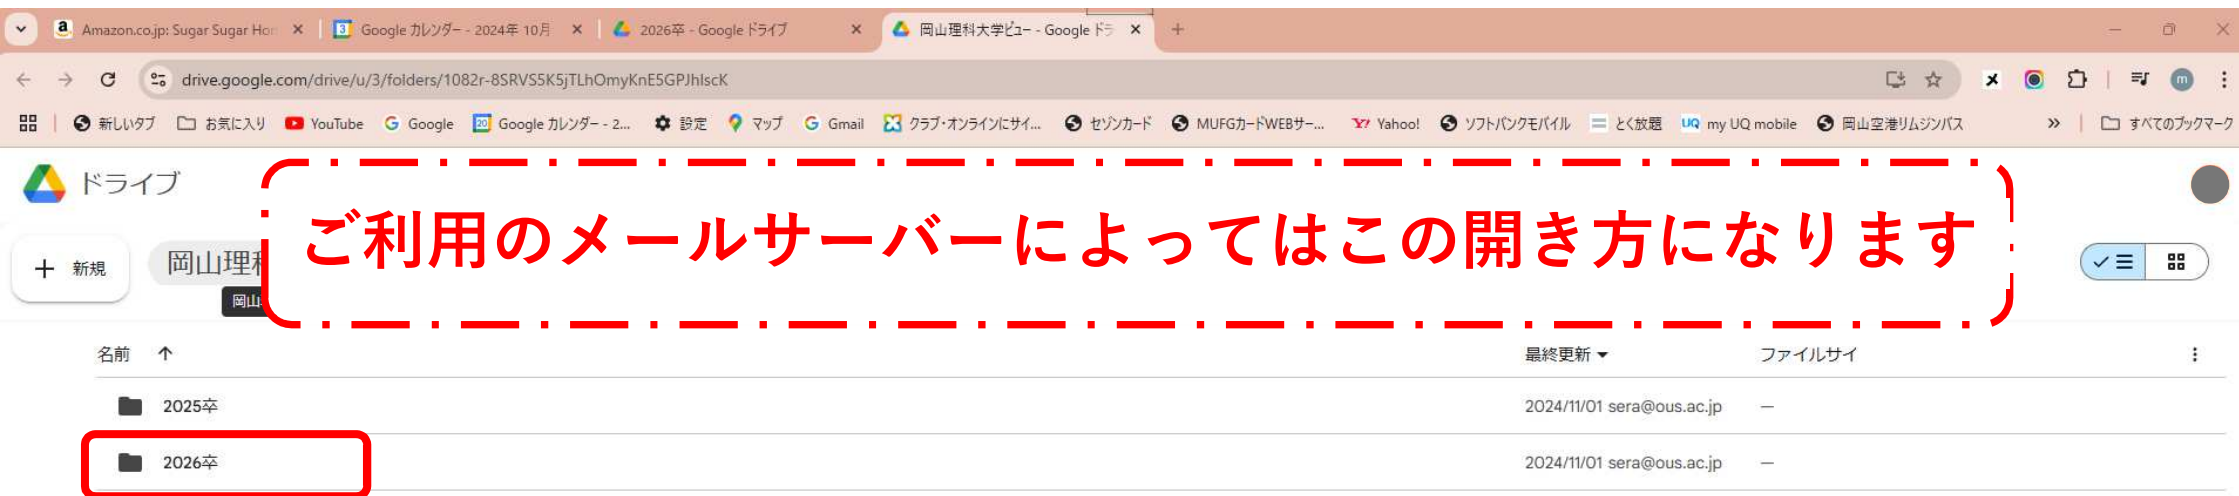 Amazon.co.jp: Sugar Sugar Hon
Google カレンダー - 2024年 10月
2026卒 - Google ドライブ
岡山理科大学ビュー - Google ドラ
drive.google.com/drive/u/3/folders/1082r-8SRVS5K5jTLhOmyKnE5GPJhIscK
新しいタブ お気に入り YouTube Google Google カレンダー - 2... 設定 マップ Gmail クラブ・オンラインにサイ... セゾンカード MUFGカードWEBサー... Yahoo! ソフトバンクモバイル とく放題 my UQ mobile 岡山空港リムジンバス » すべてのブックマーク
ドライブ
ご利用のメールサーバーによってはこの開き方になります
+ 新規
岡山理
岡山
名前 ↑ 最終更新 ファイルサイ
2025卒 2024/11/01 sera@ous.ac.jp —
2026卒 2024/11/01 sera@ous.ac.jp —